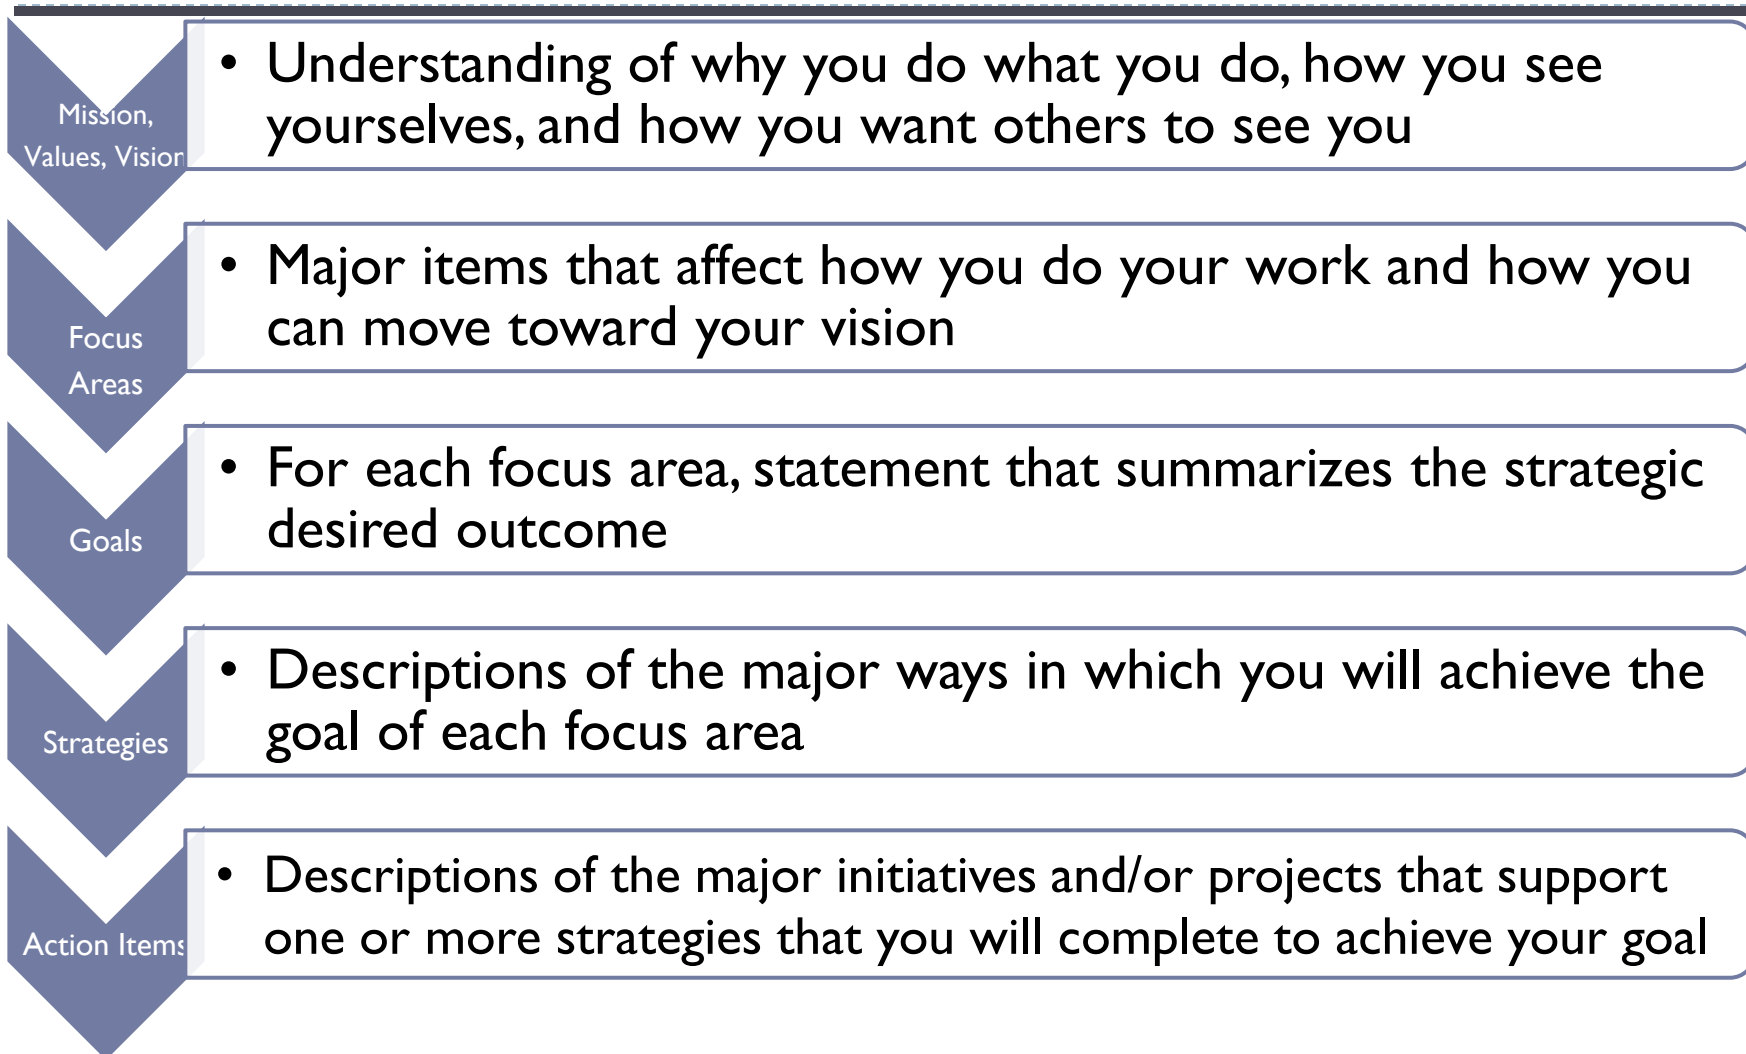 Mission,
Values, Vision
• Understanding of why you do what you do, how you see
yourselves, and how you want others to see you
Focus
Areas
• Major items that affect how you do your work and how you
can move toward your vision
Goals
• For each focus area, statement that summarizes the strategic
desired outcome
Strategies
• Descriptions of the major ways in which you will achieve the
goal of each focus area
Action Items
• Descriptions of the major initiatives and/or projects that support
one or more strategies that you will complete to achieve your goal